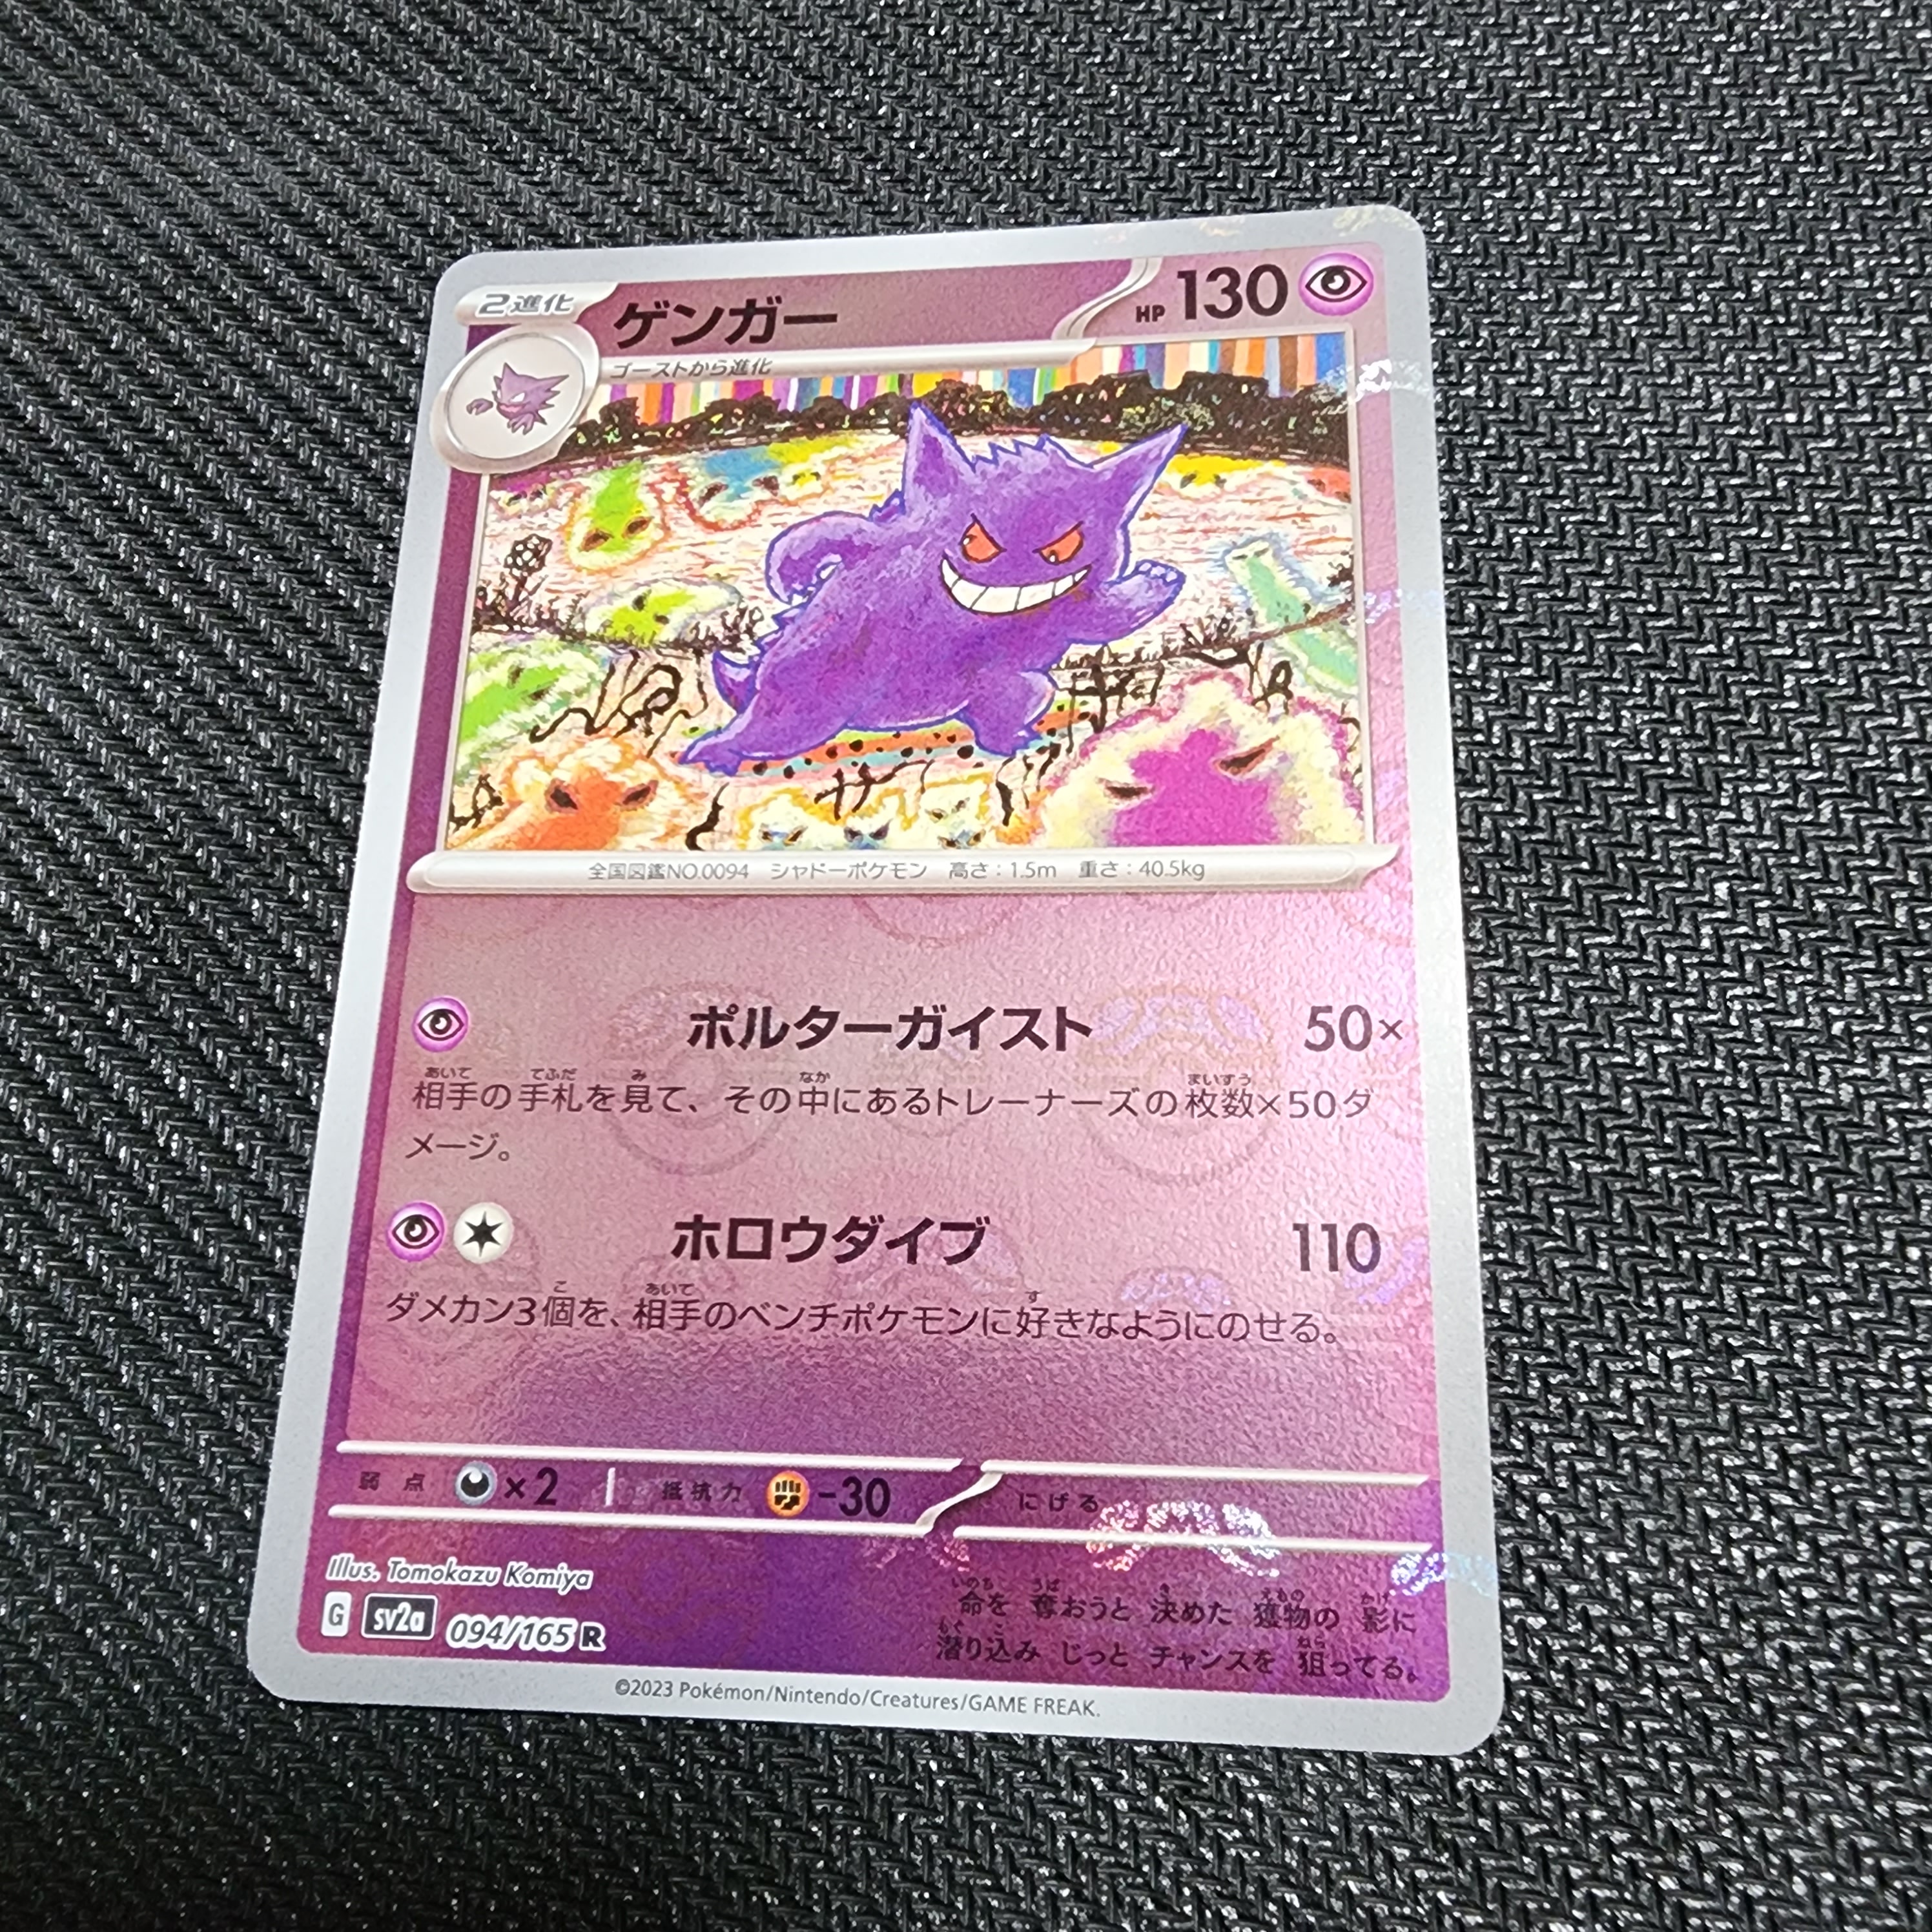 2進化
ゲンガー
HP 130
ゴーストから進化
全国図鑑NO.0094 シャドーポケモン 高さ：1.5m 重さ：40.5kg
ポルターガイスト 50×
相手の手札を見て、その中にあるトレーナーズの枚数×50ダ
メージ。
ホロウダイブ 110
ダメカン3個を、相手のベンチポケモンに好きなようにのせる。
弱点 ×2 抵抗力 -30 にげる
Illus. Tomokazu Komiya
G sv2a 094/165 R
命を 奪おうと 決めた 獲物の 影に
潜り込み じっと チャンスを 狙ってる。
©2023 Pokémon/Nintendo/Creatures/GAME FREAK.